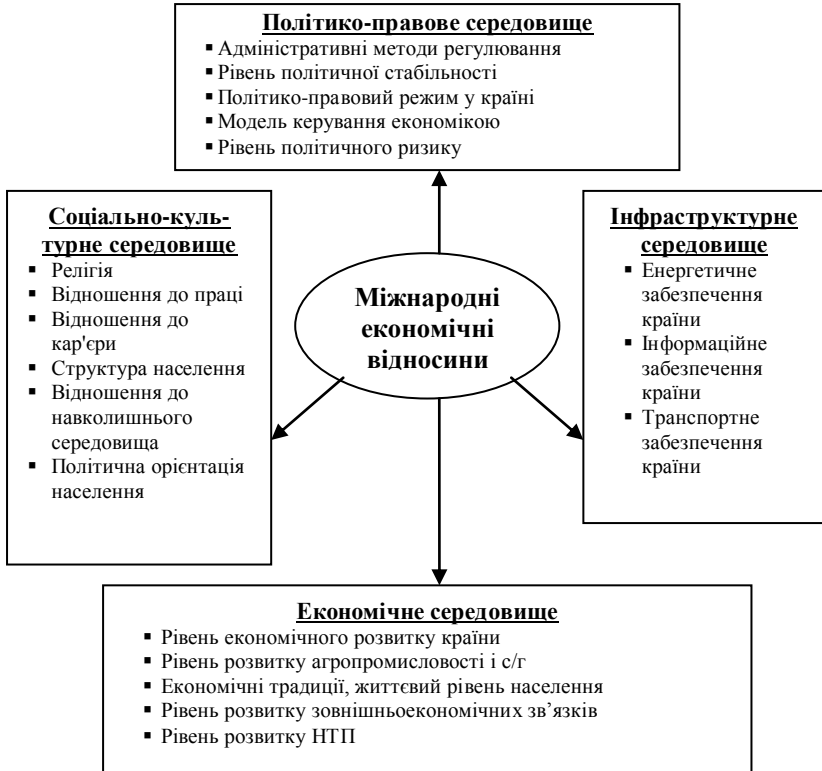 Політико-правове середовище
▪ Адміністративні методи регулювання
▪ Рівень політичної стабільності
▪ Політико-правовий режим у країні
▪ Модель керування економікою
▪ Рівень політичного ризику
Соціально-куль-
турне середовище
▪ Релігія
▪ Відношення до праці
▪ Відношення до
кар'єри
▪ Структура населення
▪ Відношення до
навколишнього
середовища
▪ Політична орієнтація
населення
Міжнародні
економічні
відносини
Інфраструктурне
середовище
▪ Енергетичне
забезпечення
країни
▪ Інформаційне
забезпечення
країни
▪ Транспортне
забезпечення
країни
Економічне середовище
▪ Рівень економічного розвитку країни
▪ Рівень розвитку агропромисловості і с/г
▪ Економічні традиції, життєвий рівень населення
▪ Рівень розвитку зовнішньоекономічних зв’язків
▪ Рівень розвитку НТП